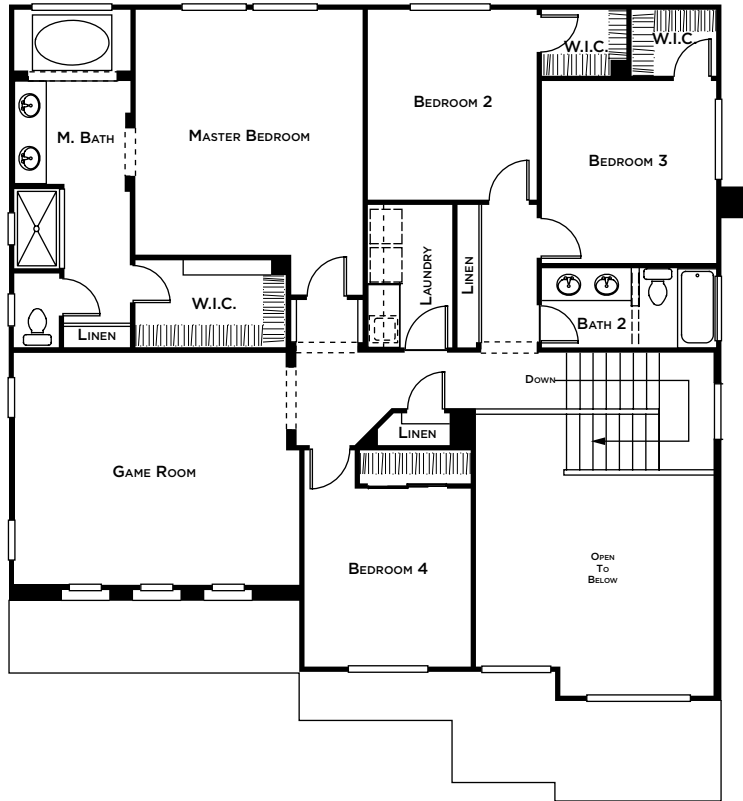 W.I.C.
W.I.C.
Bedroom 2
M. Bath
Master Bedroom
Bedroom 3
Laundry
Linen
W.I.C.
Bath 2
Linen
Down
Linen
Game Room
Open
To
Below
Bedroom 4